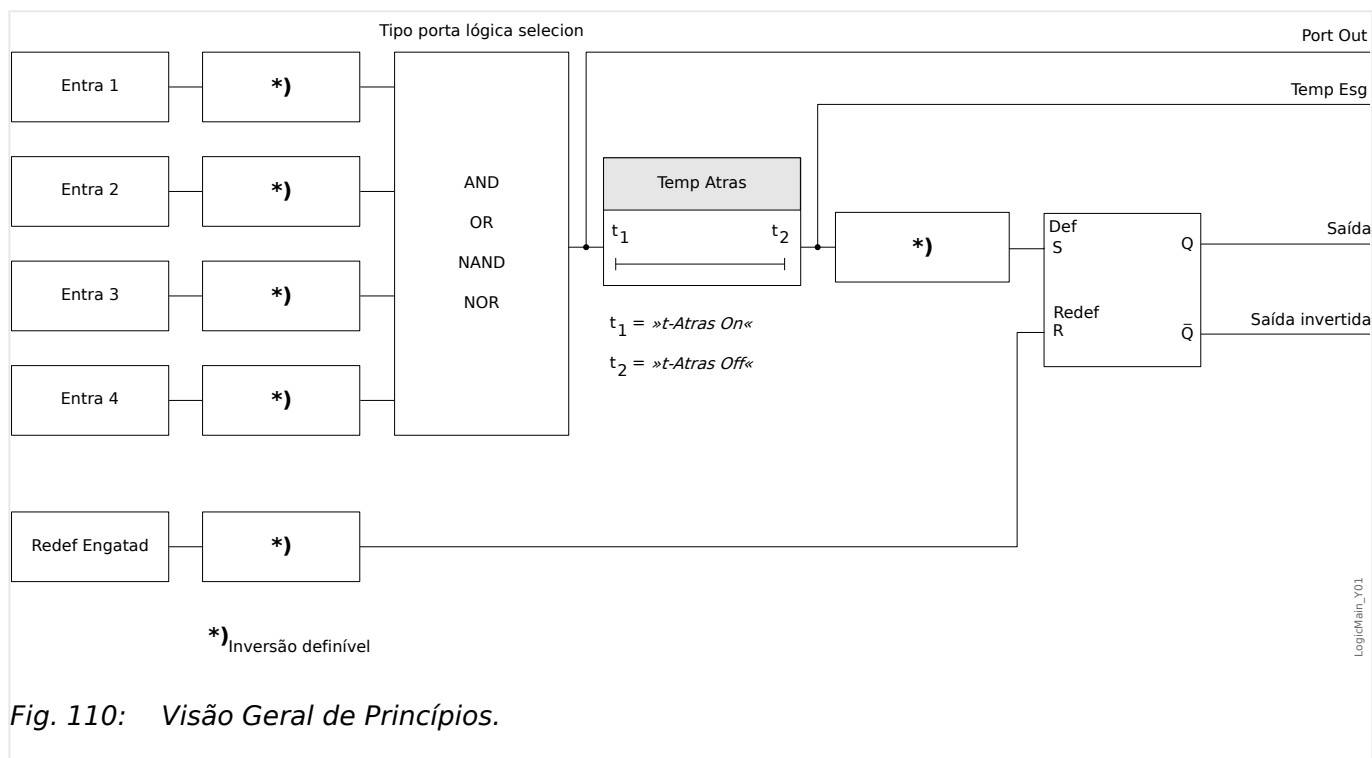 Tipo porta lógica selecion
Port Out
Entra 1
*)
Temp Esg
Entra 2
*)
AND
OR
NAND
NOR
Temp Atras
t1
t2
*)
Def
S
Q
Saída
Entra 3
*)
t1 = »t-Atras On«
Redef
R
Q̅
Saída invertida
t2 = »t-Atras Off«
Entra 4
*)
Redef Engatad
*)
*)Inversão definível
LogicMain_Y01
Fig. 110: Visão Geral de Princípios.